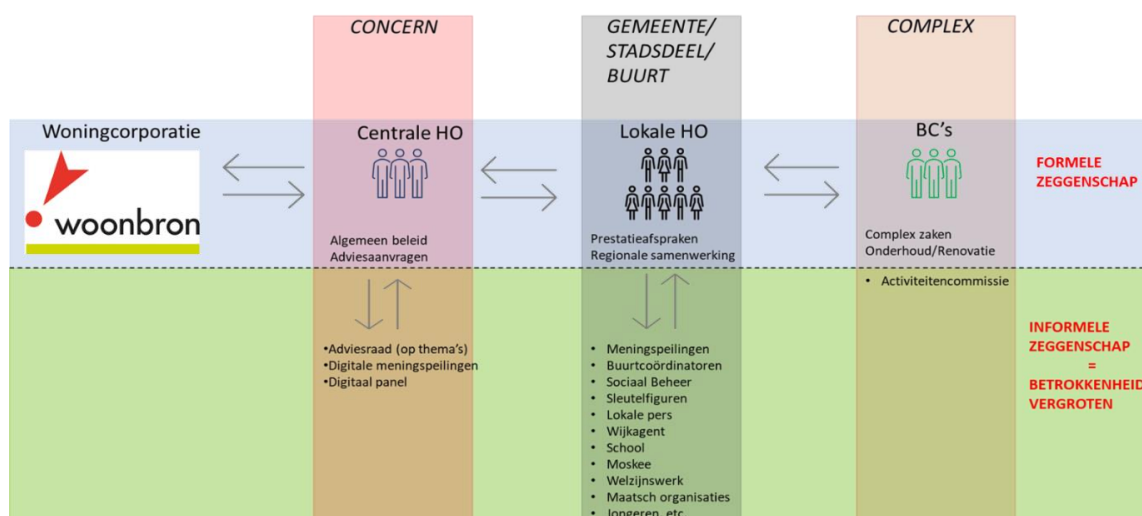 CONCERN
GEMEENTE/
STADSDEEL/
BUURT
COMPLEX
Woningcorporatie
woonbron
Centrale HO
Algemeen beleid
Adviesaanvragen
Lokale HO
Prestatieafspraken
Regionale samenwerking
BC's
Complex zaken
Onderhoud/Renovatie
FORMELE
ZEGGENSCHAP
•Adviesraad (op thema's)
•Digitale meningspeilingen
•Digitaal panel
• Meningspeilingen
• Buurtcoördinatoren
• Sociaal Beheer
• Sleutelfiguren
• Lokale pers
• Wijkagent
• School
• Moskee
• Welzijnswerk
• Maatsch organisaties
• Jongeren, etc
• Activiteitencommissie
INFORMELE
ZEGGENSCHAP
=
BETROKKENHEID
VERGROTEN